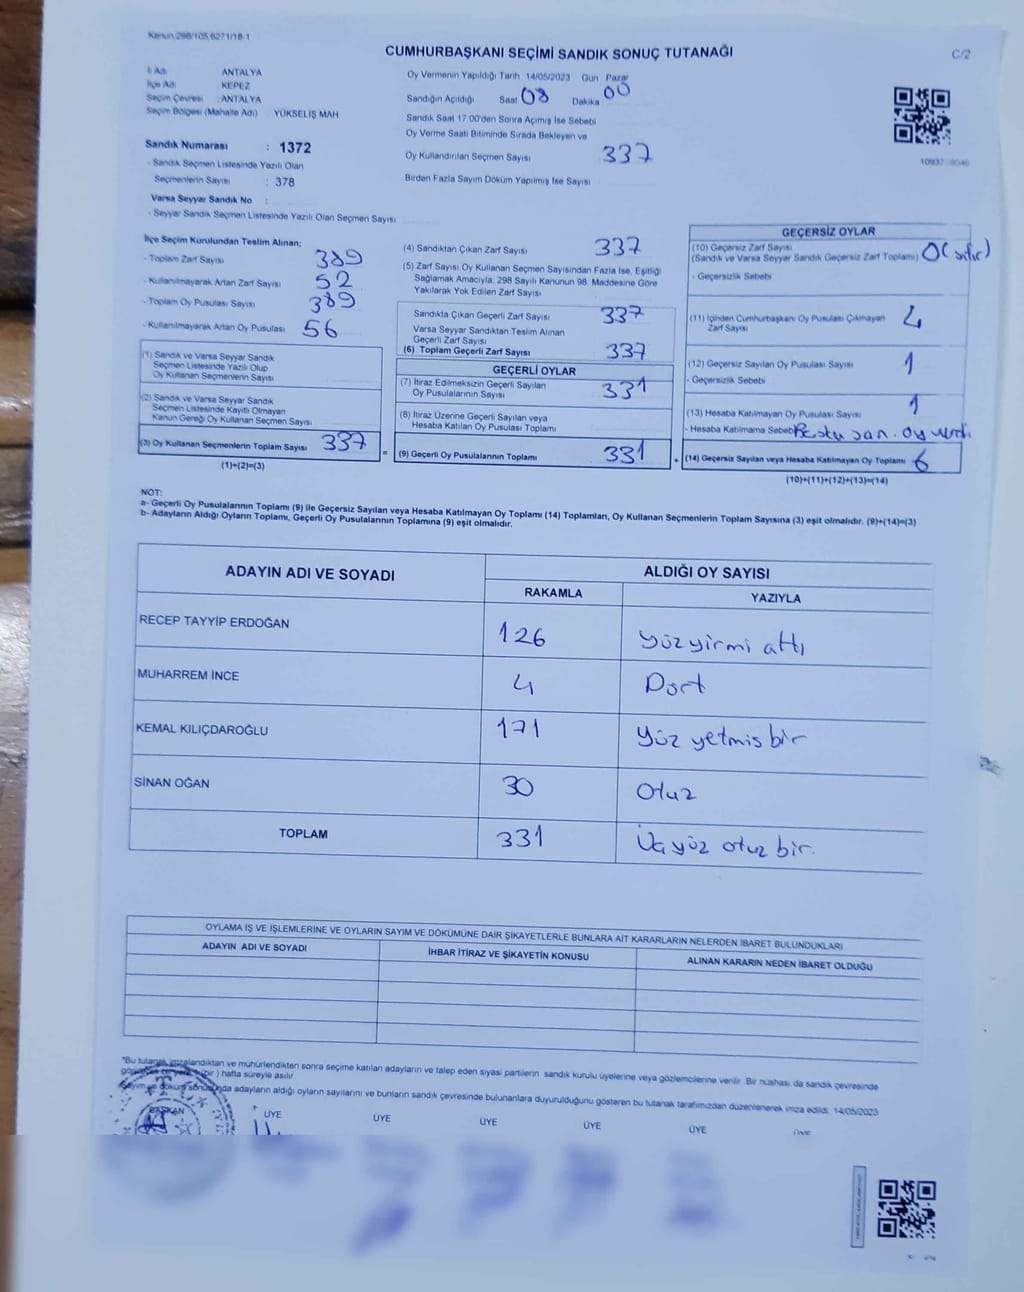 Kanun 298/105,6271/18-1
CUMHURBAŞKANI SEÇİMİ SANDIK SONUÇ TUTANAĞI
C/2
İl Adı ANTALYA
İlçe Adı KEPEZ
Seçim Çevresi : ANTALYA
Seçim Bölgesi (Mahalle Adı) YÜKSELİŞ MAH
Oy Vermenin Yapıldığı Tarih 14/05/2023 Gün Pazar
Sandığın Açıldığı Saat 08 Dakika 00
Sandık Saat 17:00'den Sonra Açımış İse Sebebi
Oy Verme Saati Bitiminde Sırada Bekleyen ve
Oy Kullandırılan Seçmen Sayısı 337
Birden Fazla Sayım Döküm Yapılmış İse Sayısı
Sandık Numarası : 1372
- Sandık Seçmen Listesinde Yazılı Olan
Seçmenlerin Sayısı : 378
Varsa Seyyar Sandık No :
- Seyyar Sandık Seçmen Listesinde Yazılı Olan Seçmen Sayısı
İlçe Seçim Kurulundan Teslim Alınan;
- Toplam Zarf Sayısı 389
- Kullanılmayarak Artan Zarf Sayısı 52
- Toplam Oy Pusulası Sayısı 389
- Kullanılmayarak Artan Oy Pusulası 56
(1) Sandık ve Varsa Seyyar Sandık
Seçmen Listesinde Yazılı Olup
Oy Kullanan Seçmenlerin Sayısı
(2) Sandık ve Varsa Seyyar Sandık
Seçmen Listesinde Kayıtlı Olmayan
Kanun Gereği Oy Kullanan Seçmen Sayısı
(3) Oy Kullanan Seçmenlerin Toplam Sayısı 337
(1)+(2)=(3)
(4) Sandıktan Çıkan Zarf Sayısı 337
(5) Zarf Sayısı Oy Kullanan Seçmen Sayısından Fazla İse, Eşitliği
Sağlamak Amacıyla, 298 Sayılı Kanunun 98. Maddesine Göre
Yakılarak Yok Edilen Zarf Sayısı
Sandıkta Çıkan Geçerli Zarf Sayısı 337
Varsa Seyyar Sandıktan Teslim Alınan
Geçerli Zarf Sayısı
(6) Toplam Geçerli Zarf Sayısı 337
GEÇERLİ OYLAR
(7) İtiraz Edilmeksizin Geçerli Sayılan
Oy Pusulalarının Sayısı 331
(8) İtiraz Üzerine Geçerli Sayılan veya
Hesaba Katılan Oy Pusulası Toplamı
= (9) Geçerli Oy Pusulalarının Toplamı 331 +
GEÇERSİZ OYLAR
(10) Geçersiz Zarf Sayısı
(Sandık ve Varsa Seyyar Sandık Geçersiz Zarf Toplamı) 0 (sıfır)
- Geçersizlik Sebebi
(11) İçinden Cumhurbaşkanı Oy Pusulası Çıkmayan
Zarf Sayısı 4
(12) Geçersiz Sayılan Oy Pusulası Sayısı 1
- Geçersizlik Sebebi
(13) Hesaba Katılmayan Oy Pusulası Sayısı 1
- Hesaba Katılmama Sebebi san. oy verdi
(14) Geçersiz Sayılan veya Hesaba Katılmayan Oy Toplamı 6
(10)+(11)+(12)+(13)=(14)
NOT:
a- Geçerli Oy Pusulalarının Toplamı (9) ile Geçersiz Sayılan veya Hesaba Katılmayan Oy Toplamı (14) Toplamları, Oy Kullanan Seçmenlerin Toplam Sayısına (3) eşit olmalıdır. (9)+(14)=(3)
b- Adayların Aldığı Oyların Toplamı, Geçerli Oy Pusulalarının Toplamına (9) eşit olmalıdır.
ADAYIN ADI VE SOYADI ALDIĞI OY SAYISI
RAKAMLA YAZIYLA
RECEP TAYYİP ERDOĞAN 126 yüzyirmi altı
MUHARREM İNCE 4 Dört
KEMAL KILIÇDAROĞLU 171 Yüz yetmis bir
SİNAN OĞAN 30 Otuz
TOPLAM 331 Üçyüz otuz bir.
OYLAMA İŞ VE İŞLEMLERİNE VE OYLARIN SAYIM VE DÖKÜMÜNE DAİR ŞİKAYETLERLE BUNLARA AİT KARARLARIN NELERDEN İBARET BULUNDUKLARI
ADAYIN ADI VE SOYADI İHBAR İTİRAZ VE ŞİKAYETİN KONUSU ALINAN KARARIN NEDEN İBARET OLDUĞU
"Bu tutanak imzalandıktan ve mühürlendikten sonra seçime katılan adayların ve talep eden siyasi partilerin sandık kurulu üyelerine veya gözlemcilerine verilir. Bir nüshası da sandık çevresinde
(bir) hafta süreyle asılır
Sayım ve döküm sonucunda adayların aldığı oyların sayılarını ve bunların sandık çevresinde bulunanlara duyurulduğunu gösteren bu tutanak tarafımızdan düzenlenerek imza edildi. 14/05/2023
BAŞKAN ÜYE ÜYE ÜYE ÜYE ÜYE ÜYE